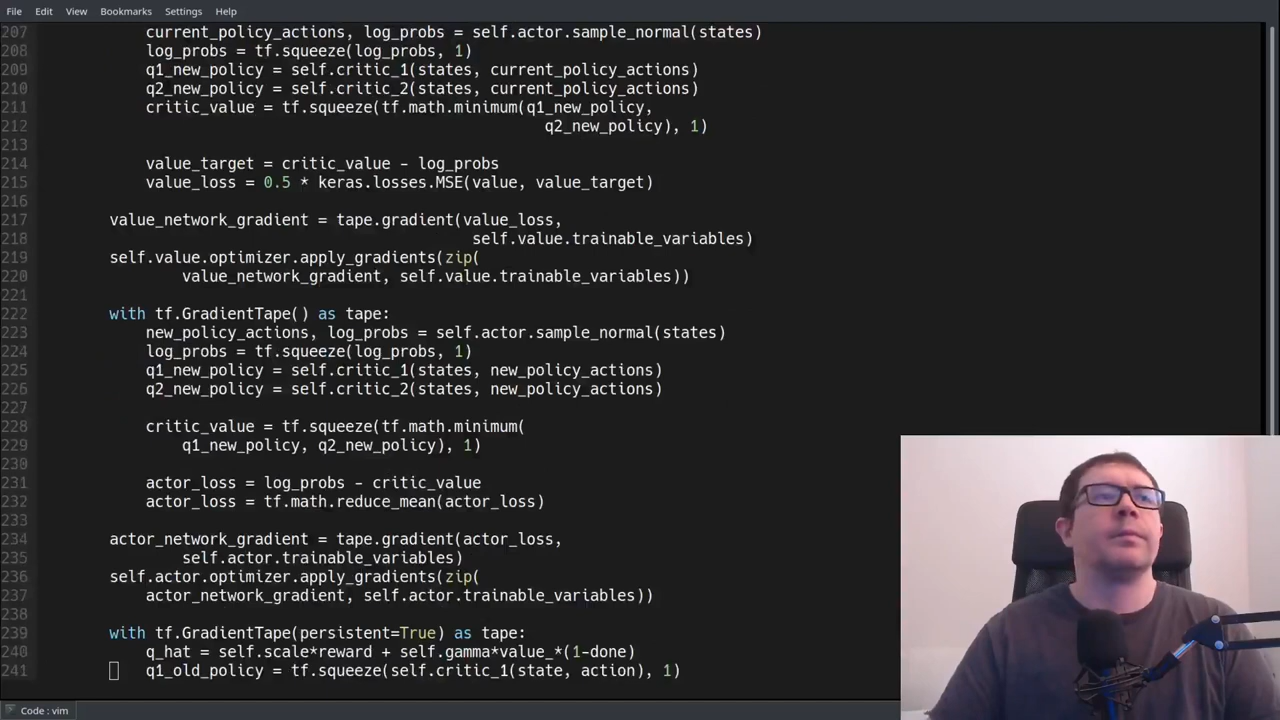 File Edit View Bookmarks Settings Help
207 current_policy_actions, log_probs = self.actor.sample_normal(states)
208 log_probs = tf.squeeze(log_probs, 1)
209 q1_new_policy = self.critic_1(states, current_policy_actions)
210 q2_new_policy = self.critic_2(states, current_policy_actions)
211 critic_value = tf.squeeze(tf.math.minimum(q1_new_policy,
212 q2_new_policy), 1)
213
214 value_target = critic_value - log_probs
215 value_loss = 0.5 * keras.losses.MSE(value, value_target)
216
217 value_network_gradient = tape.gradient(value_loss,
218 self.value.trainable_variables)
219 self.value.optimizer.apply_gradients(zip(
220 value_network_gradient, self.value.trainable_variables))
221
222 with tf.GradientTape() as tape:
223 new_policy_actions, log_probs = self.actor.sample_normal(states)
224 log_probs = tf.squeeze(log_probs, 1)
225 q1_new_policy = self.critic_1(states, new_policy_actions)
226 q2_new_policy = self.critic_2(states, new_policy_actions)
227
228 critic_value = tf.squeeze(tf.math.minimum(
229 q1_new_policy, q2_new_policy), 1)
230
231 actor_loss = log_probs - critic_value
232 actor_loss = tf.math.reduce_mean(actor_loss)
233
234 actor_network_gradient = tape.gradient(actor_loss,
235 self.actor.trainable_variables)
236 self.actor.optimizer.apply_gradients(zip(
237 actor_network_gradient, self.actor.trainable_variables))
238
239 with tf.GradientTape(persistent=True) as tape:
240 q_hat = self.scale*reward + self.gamma*value_*(1-done)
241 q1_old_policy = tf.squeeze(self.critic_1(state, action), 1)
Code : vim